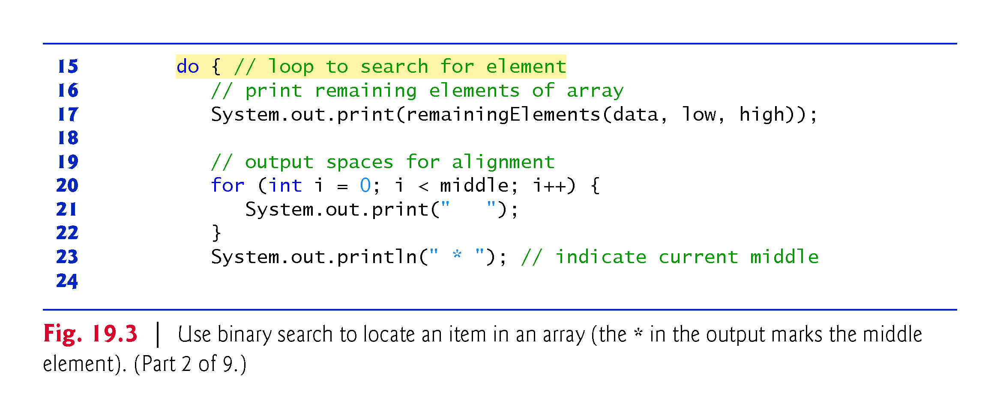 15 do { // loop to search for element
16 // print remaining elements of array
17 System.out.print(remainingElements(data, low, high));
18
19 // output spaces for alignment
20 for (int i = 0; i < middle; i++) {
21 System.out.print("   ");
22 }
23 System.out.println(" * "); // indicate current middle
24
Fig. 19.3 | Use binary search to locate an item in an array (the * in the output marks the middle
element). (Part 2 of 9.)